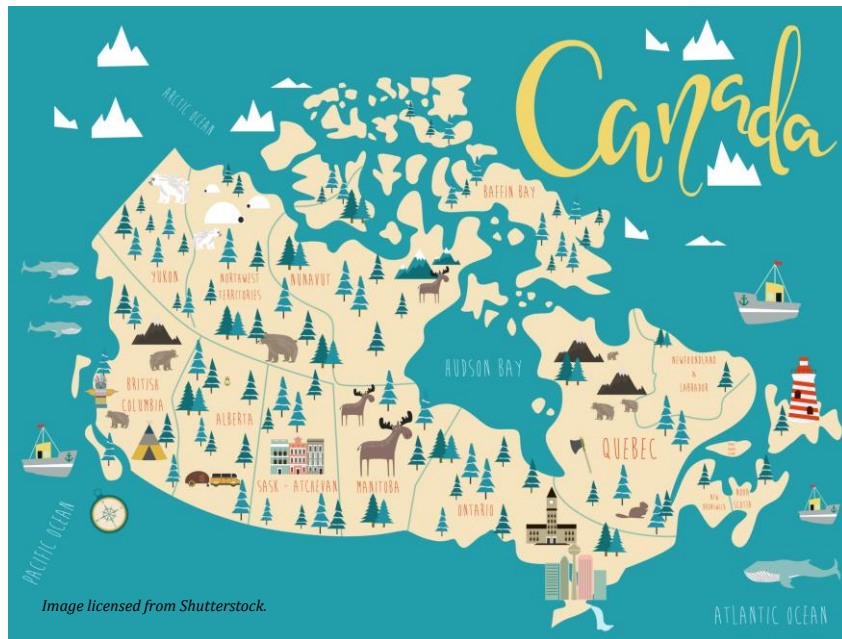 Canada
ARCTIC OCEAN
BAFFIN BAY
YUKON
NORTHWEST
TERRITORIES
NUNAVUT
HUDSON BAY
NEWFOUNDLAND
&
LABRADOR
BRITISH
COLUMBIA
ALBERTA
SASK - ATCHEVAN
MANITOBA
ONTARIO
QUEBEC
NEW
BRUNSWICK
NOVA
SCOTIA
PACIFIC OCEAN
Image licensed from Shutterstock.
ATLANTIC OCEAN